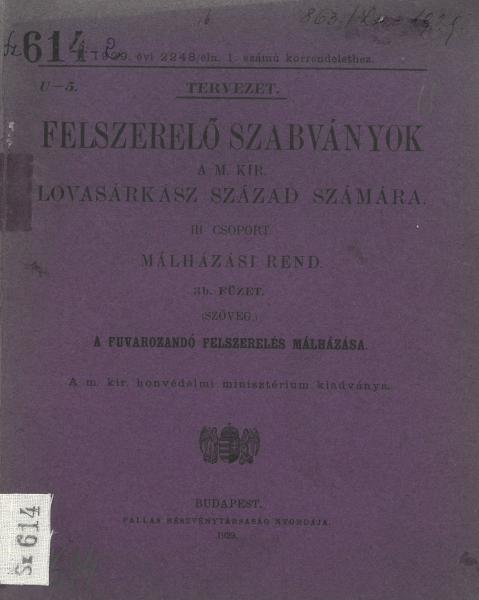 Sz 614-2
1929. évi 2248/eln. 1. számú körrendelethez.
U—5.
TERVEZET.
FELSZERELŐ SZABVÁNYOK
A M. KIR.
LOVASÁRKÁSZ SZÁZAD SZÁMÁRA.
III CSOPORT.
MÁLHÁZÁSI REND.
3b. FÜZET.
(SZÖVEG.)
A FUVAROZANDÓ FELSZERELÉS MÁLHÁZÁSA.
A m. kir. honvédelmi minisztérium kiadványa.
BUDAPEST.
PALLAS RÉSZVÉNYTÁRSASÁG NYOMDÁJA.
1929.
Sz 614